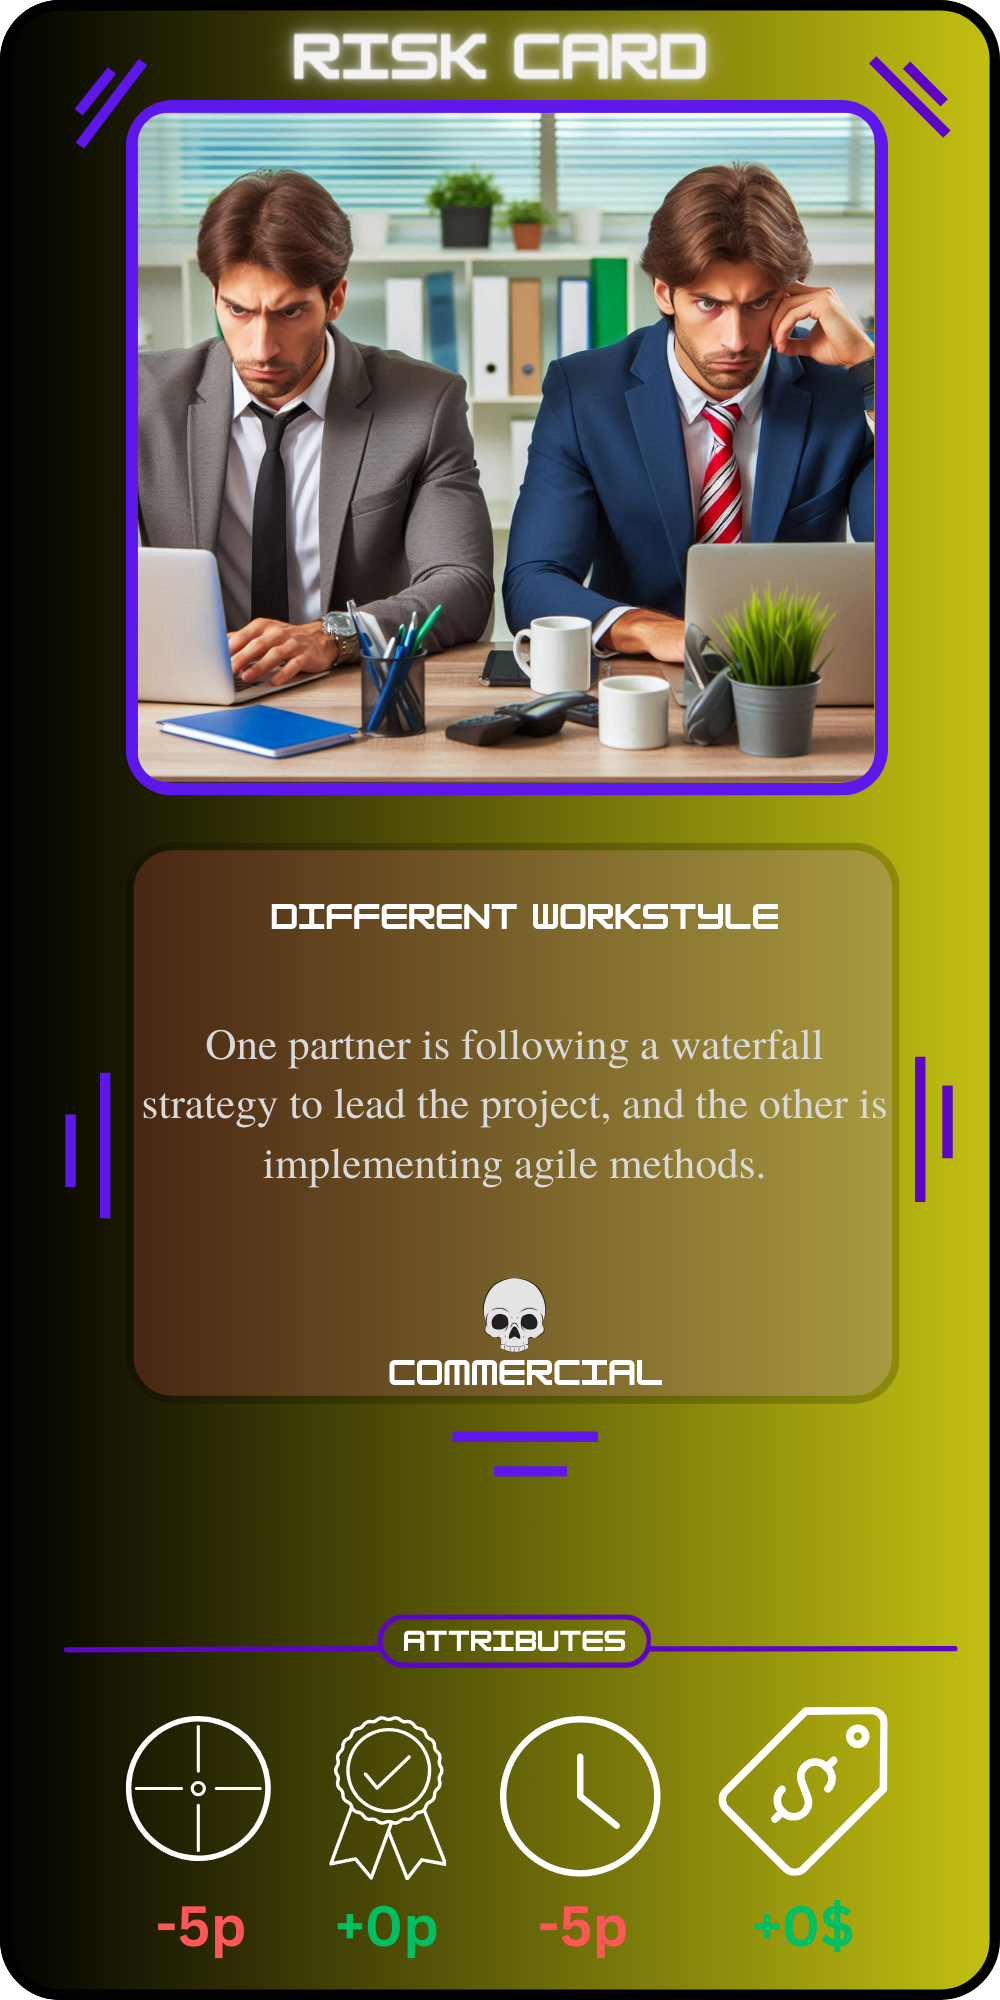 RISK CARD
DIFFERENT WORKSTYLE
One partner is following a waterfall
strategy to lead the project, and the other is
implementing agile methods.
COMMERCIAL
ATTRIBUTES
-5p +0p -5p +0$